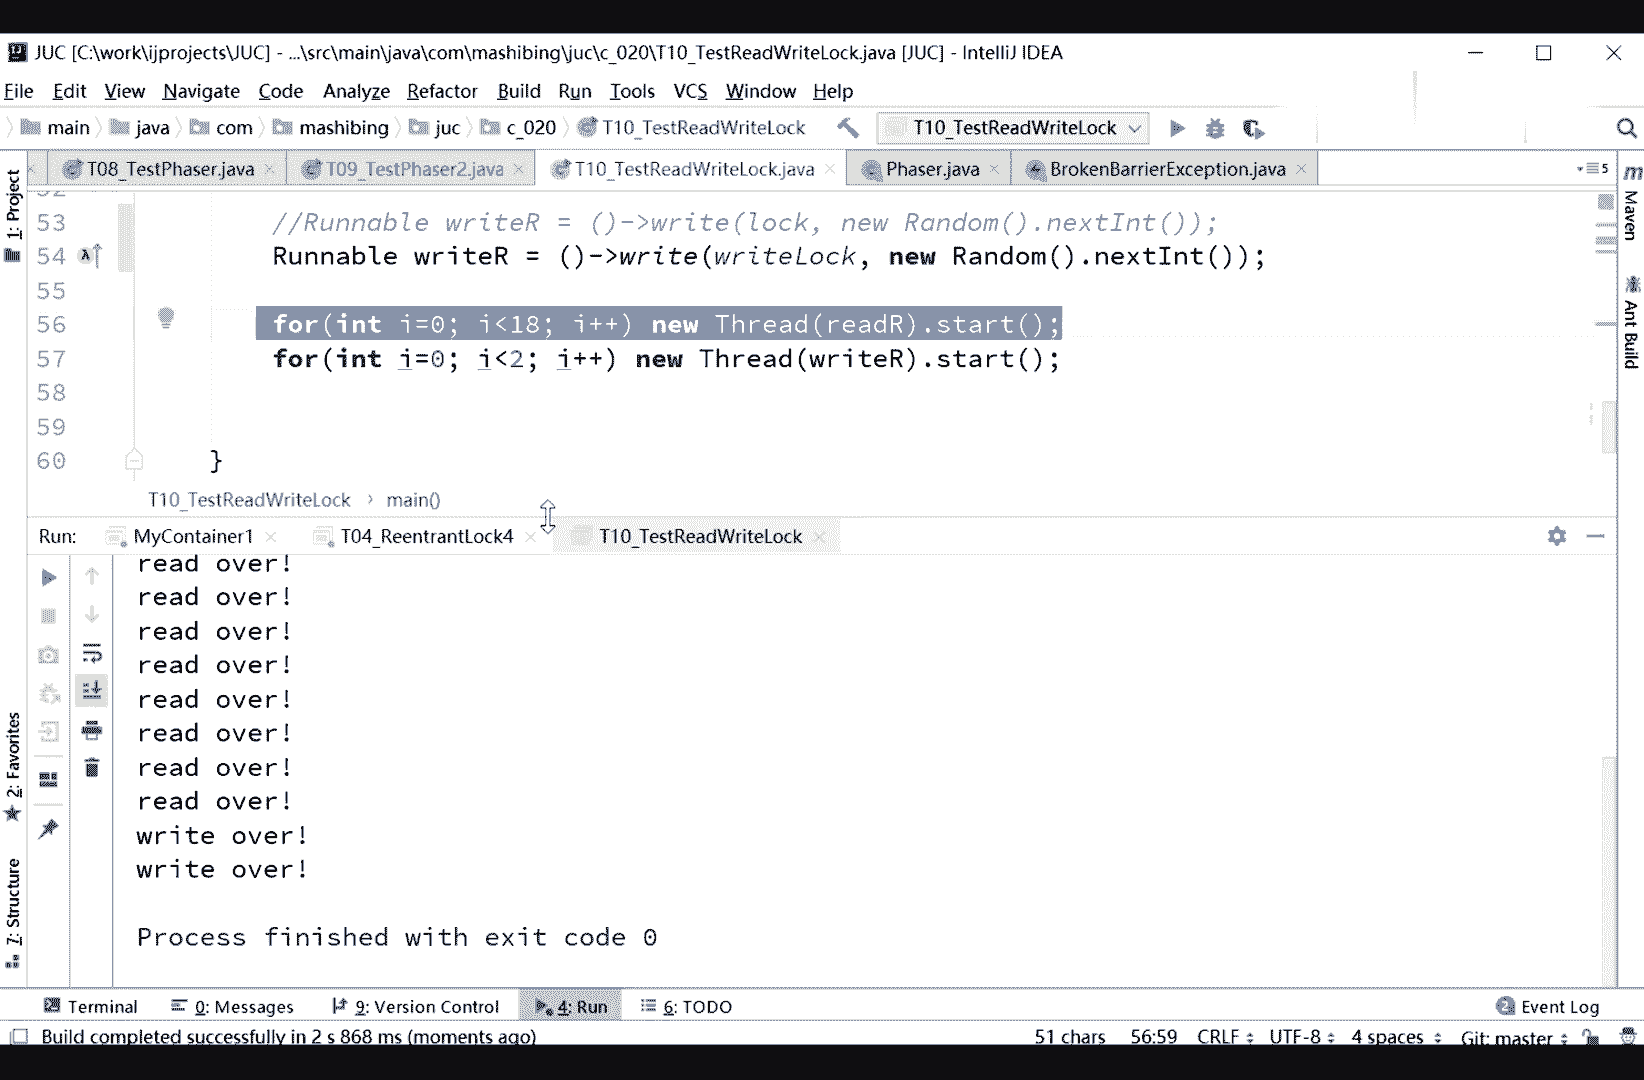 JUC [C:\work\ijprojects\JUC] - ...\src\main\java\com\mashibing\juc\c_020\T10_TestReadWriteLock.java [JUC] - IntelliJ IDEA
File Edit View Navigate Code Analyze Refactor Build Run Tools VCS Window Help
main java com mashibing juc c_020 T10_TestReadWriteLock T10_TestReadWriteLock
T08_TestPhaser.java T09_TestPhaser2.java T10_TestReadWriteLock.java Phaser.java BrokenBarrierException.java 5
1: Project
Maven
Ant Build
53 //Runnable writeR = ()->write(lock, new Random().nextInt());
54 Runnable writeR = ()->write(writeLock, new Random().nextInt());
55
56 for(int i=0; i<18; i++) new Thread(readR).start();
57 for(int i=0; i<2; i++) new Thread(writeR).start();
58
59
60 }
T10_TestReadWriteLock › main()
Run: MyContainer1 T04_ReentrantLock4 T10_TestReadWriteLock
read over!
read over!
read over!
read over!
read over!
read over!
read over!
read over!
write over!
write over!
Process finished with exit code 0
2: Favorites
7: Structure
Terminal 0: Messages 9: Version Control 4: Run 6: TODO 2 Event Log
Build completed successfully in 2 s 868 ms (moments ago) 51 chars 56:59 CRLF UTF-8 4 spaces Git: master